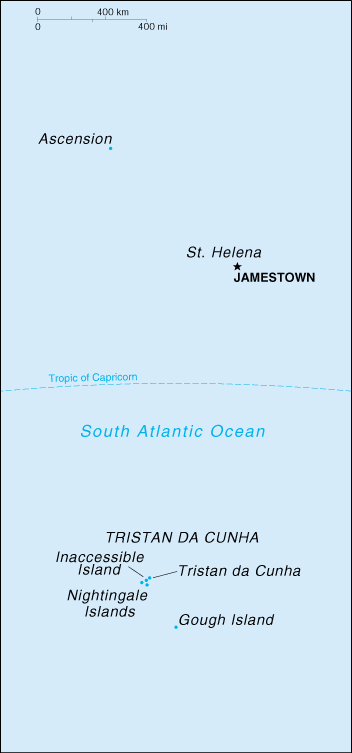 0 400 km
0 400 mi
Ascension
St. Helena
JAMESTOWN
Tropic of Capricorn
South Atlantic Ocean
TRISTAN DA CUNHA
Inaccessible
Island
Tristan da Cunha
Nightingale
Islands
Gough Island